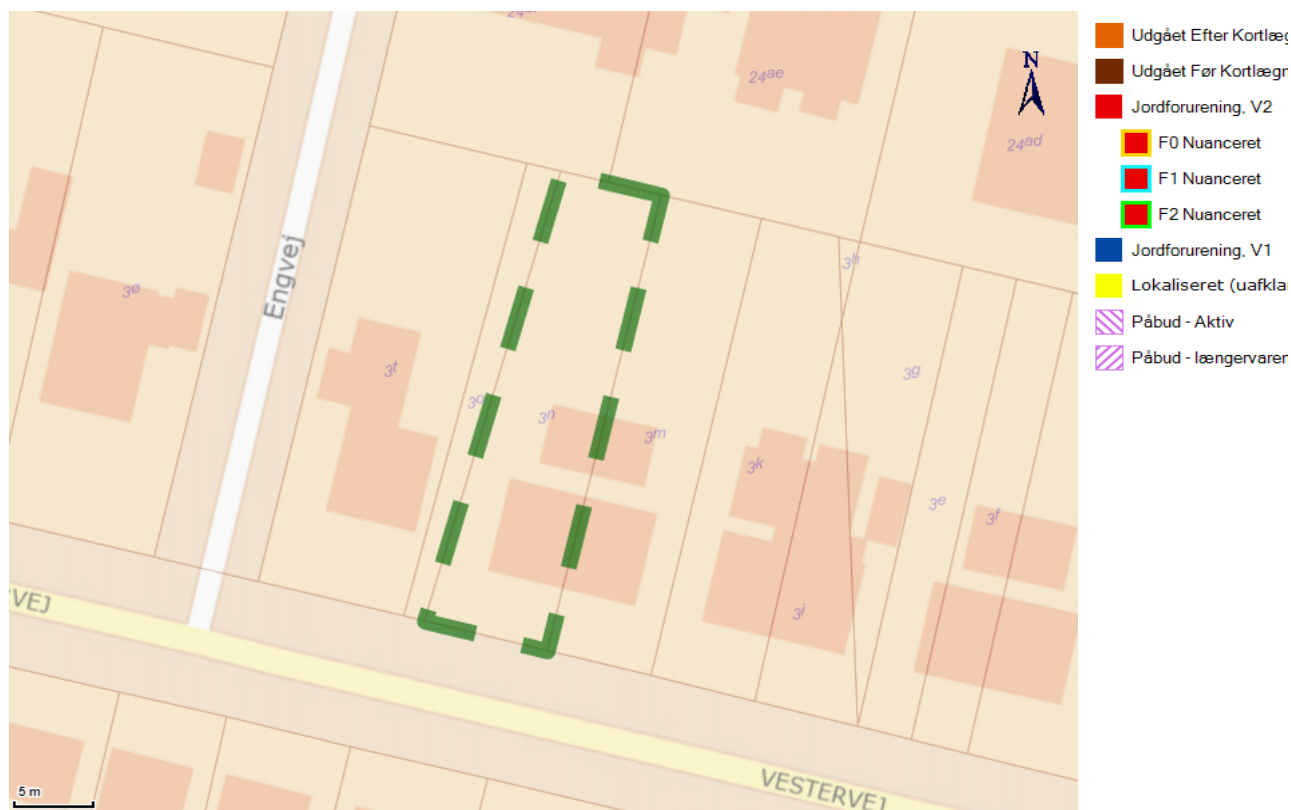 24ae
24ad
N
Engvej
3ø
3t
3o
3n
3m
3h
3g
3k
3e
3f
3i
VEJ
VESTERVEJ
5 m
Udgået Efter Kortlæg
Udgået Før Kortlægn
Jordforurening, V2
F0 Nuanceret
F1 Nuanceret
F2 Nuanceret
Jordforurening, V1
Lokaliseret (uafkla
Påbud - Aktiv
Påbud - længervarer